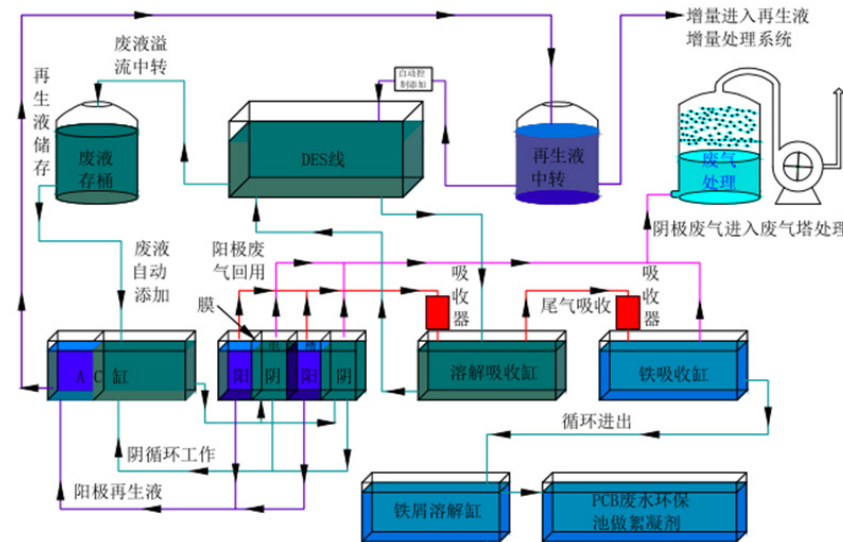 增量进入再生液
增量处理系统
废液溢
流中转
再生液储存
自动控
制添加
DES线
废液
存桶
再生液
中转
废气
处理
阴极废气进入废气塔处理
废液
自动
添加
阳极废
气回用
膜
吸收器
尾气吸收
吸收器
A C 缸
电
槽
阳
阴
阳
阴
溶解吸收缸
铁吸收缸
循环进出
阴循环工作
阳极再生液
铁屑溶解缸
PCB废水环保
池做絮凝剂